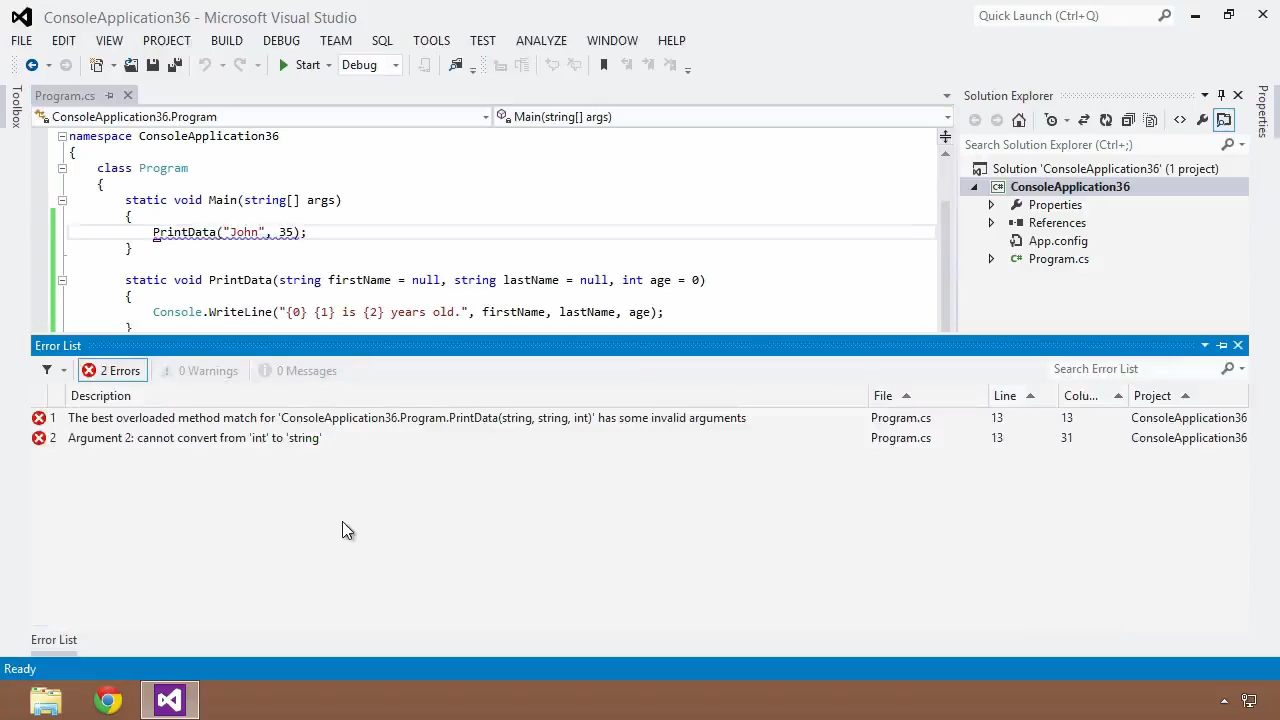 ConsoleApplication36 - Microsoft Visual Studio
Quick Launch (Ctrl+Q)
FILE EDIT VIEW PROJECT BUILD DEBUG TEAM SQL TOOLS TEST ANALYZE WINDOW HELP
Start Debug
Toolbox
Program.cs
ConsoleApplication36.Program
Main(string[] args)
namespace ConsoleApplication36
{
class Program
{
static void Main(string[] args)
{
PrintData("John", 35);
}
static void PrintData(string firstName = null, string lastName = null, int age = 0)
{
Console.WriteLine("{0} {1} is {2} years old.", firstName, lastName, age);
}
Solution Explorer
Search Solution Explorer (Ctrl+;)
Solution 'ConsoleApplication36' (1 project)
C# ConsoleApplication36
Properties
References
App.config
C# Program.cs
Properties
Error List
2 Errors 0 Warnings 0 Messages
Search Error List
Description File Line Colu... Project
1 The best overloaded method match for 'ConsoleApplication36.Program.PrintData(string, string, int)' has some invalid arguments Program.cs 13 13 ConsoleApplication36
2 Argument 2: cannot convert from 'int' to 'string' Program.cs 13 31 ConsoleApplication36
Error List
Ready